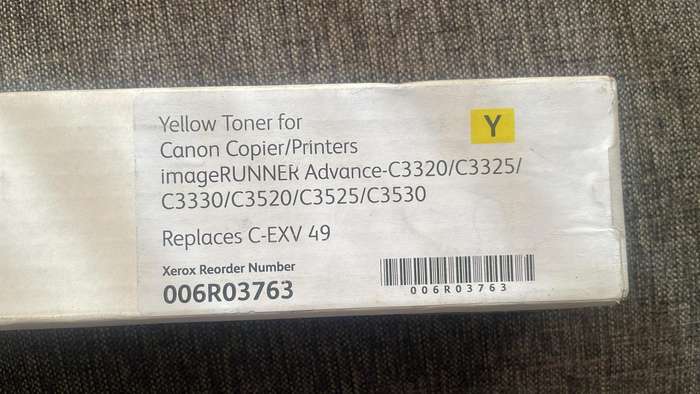 Yellow Toner for
Y
Canon Copier/Printers
imageRUNNER Advance-C3320/C3325/
C3330/C3520/C3525/C3530
Replaces C-EXV 49
Xerox Reorder Number
006R03763
006R03763